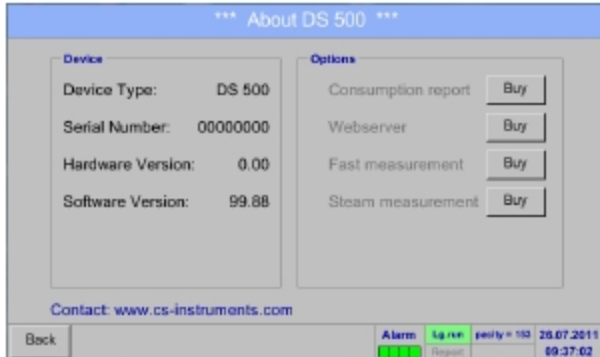 *** About DS 500 ***
Device
Device Type: DS 500
Serial Number: 00000000
Hardware Version: 0.00
Software Version: 99.88
Options
Consumption report Buy
Webserver Buy
Fast measurement Buy
Steam measurement Buy
Contact: www.cs-instruments.com
Back
Alarm
Lg.run
Report
26.07.2011
09:37:02